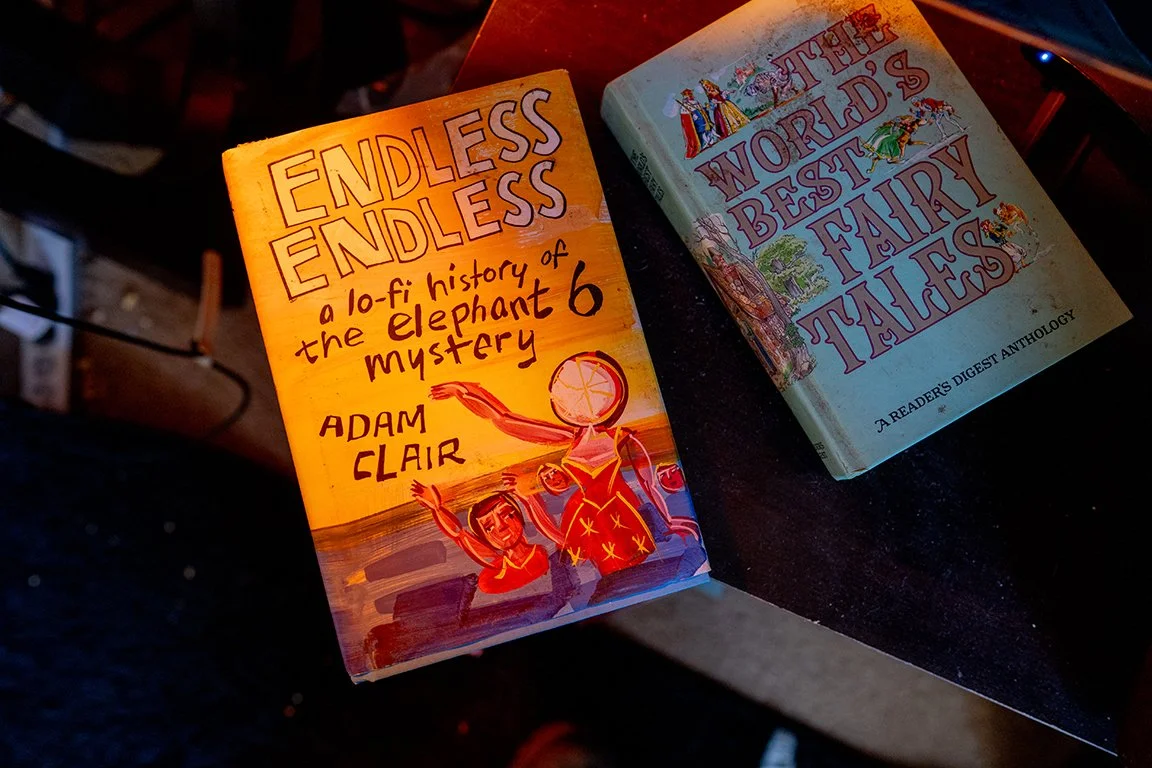 ENDLESS
ENDLESS
a lo-fi history of
the elephant 6
mystery
ADAM
CLAIR
THE
WORLD'S
BEST
FAIRY
TALES
A READER'S DIGEST ANTHOLOGY